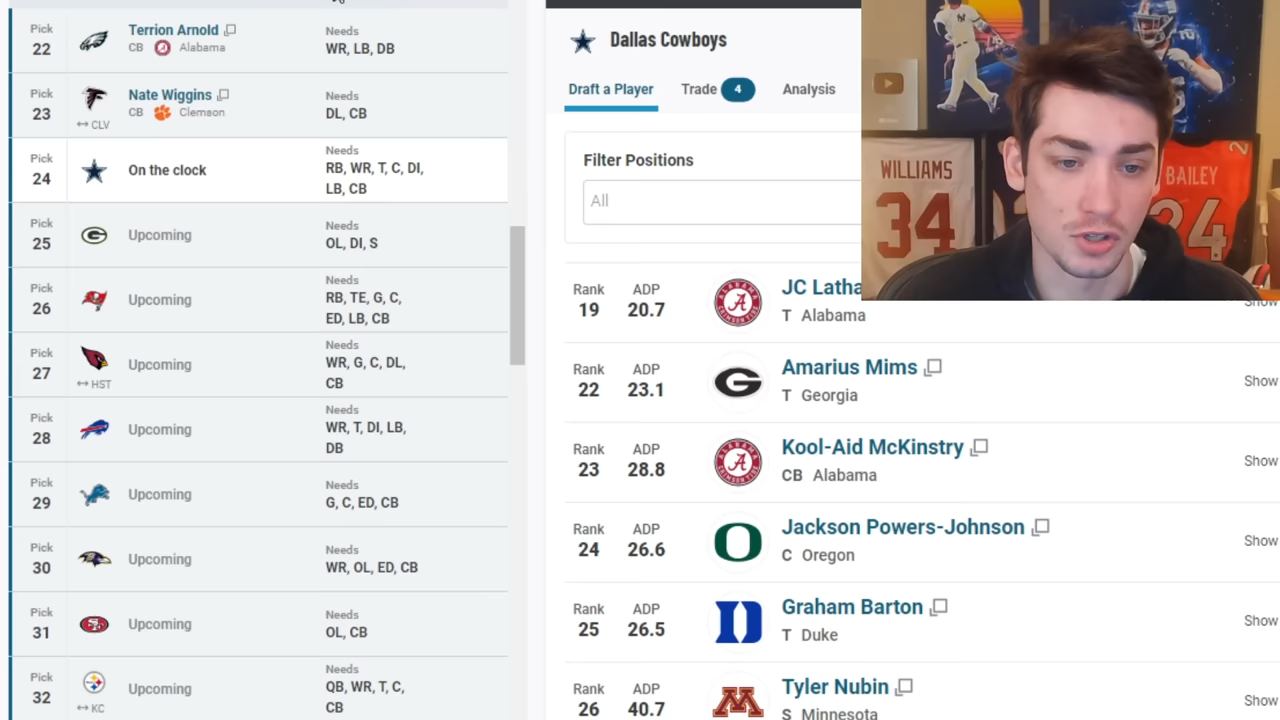 Pick
22
Terrion Arnold
CB Alabama
Needs
WR, LB, DB
Pick
23
↔ CLV
Nate Wiggins
CB Clemson
Needs
DL, CB
Pick
24
On the clock
Needs
RB, WR, T, C, DI,
LB, CB
Pick
25
Upcoming
Needs
OL, DI, S
Pick
26
Upcoming
Needs
RB, TE, G, C,
ED, LB, CB
Pick
27
↔ HST
Upcoming
Needs
WR, G, C, DL,
CB
Pick
28
Upcoming
Needs
WR, T, DI, LB,
DB
Pick
29
Upcoming
Needs
G, C, ED, CB
Pick
30
Upcoming
Needs
WR, OL, ED, CB
Pick
31
Upcoming
Needs
OL, CB
Pick
32
↔ KC
Upcoming
Needs
QB, WR, T, C,
CB
Dallas Cowboys
Draft a Player Trade 4 Analysis
Filter Positions
All
Rank
19
ADP
20.7
JC Latha
T Alabama
Show
Rank
22
ADP
23.1
Amarius Mims
T Georgia
Show
Rank
23
ADP
28.8
Kool-Aid McKinstry
CB Alabama
Show
Rank
24
ADP
26.6
Jackson Powers-Johnson
C Oregon
Show
Rank
25
ADP
26.5
Graham Barton
T Duke
Show
Rank
26
ADP
40.7
Tyler Nubin
S Minnesota
Show
WILLIAMS
34
BAILEY
24